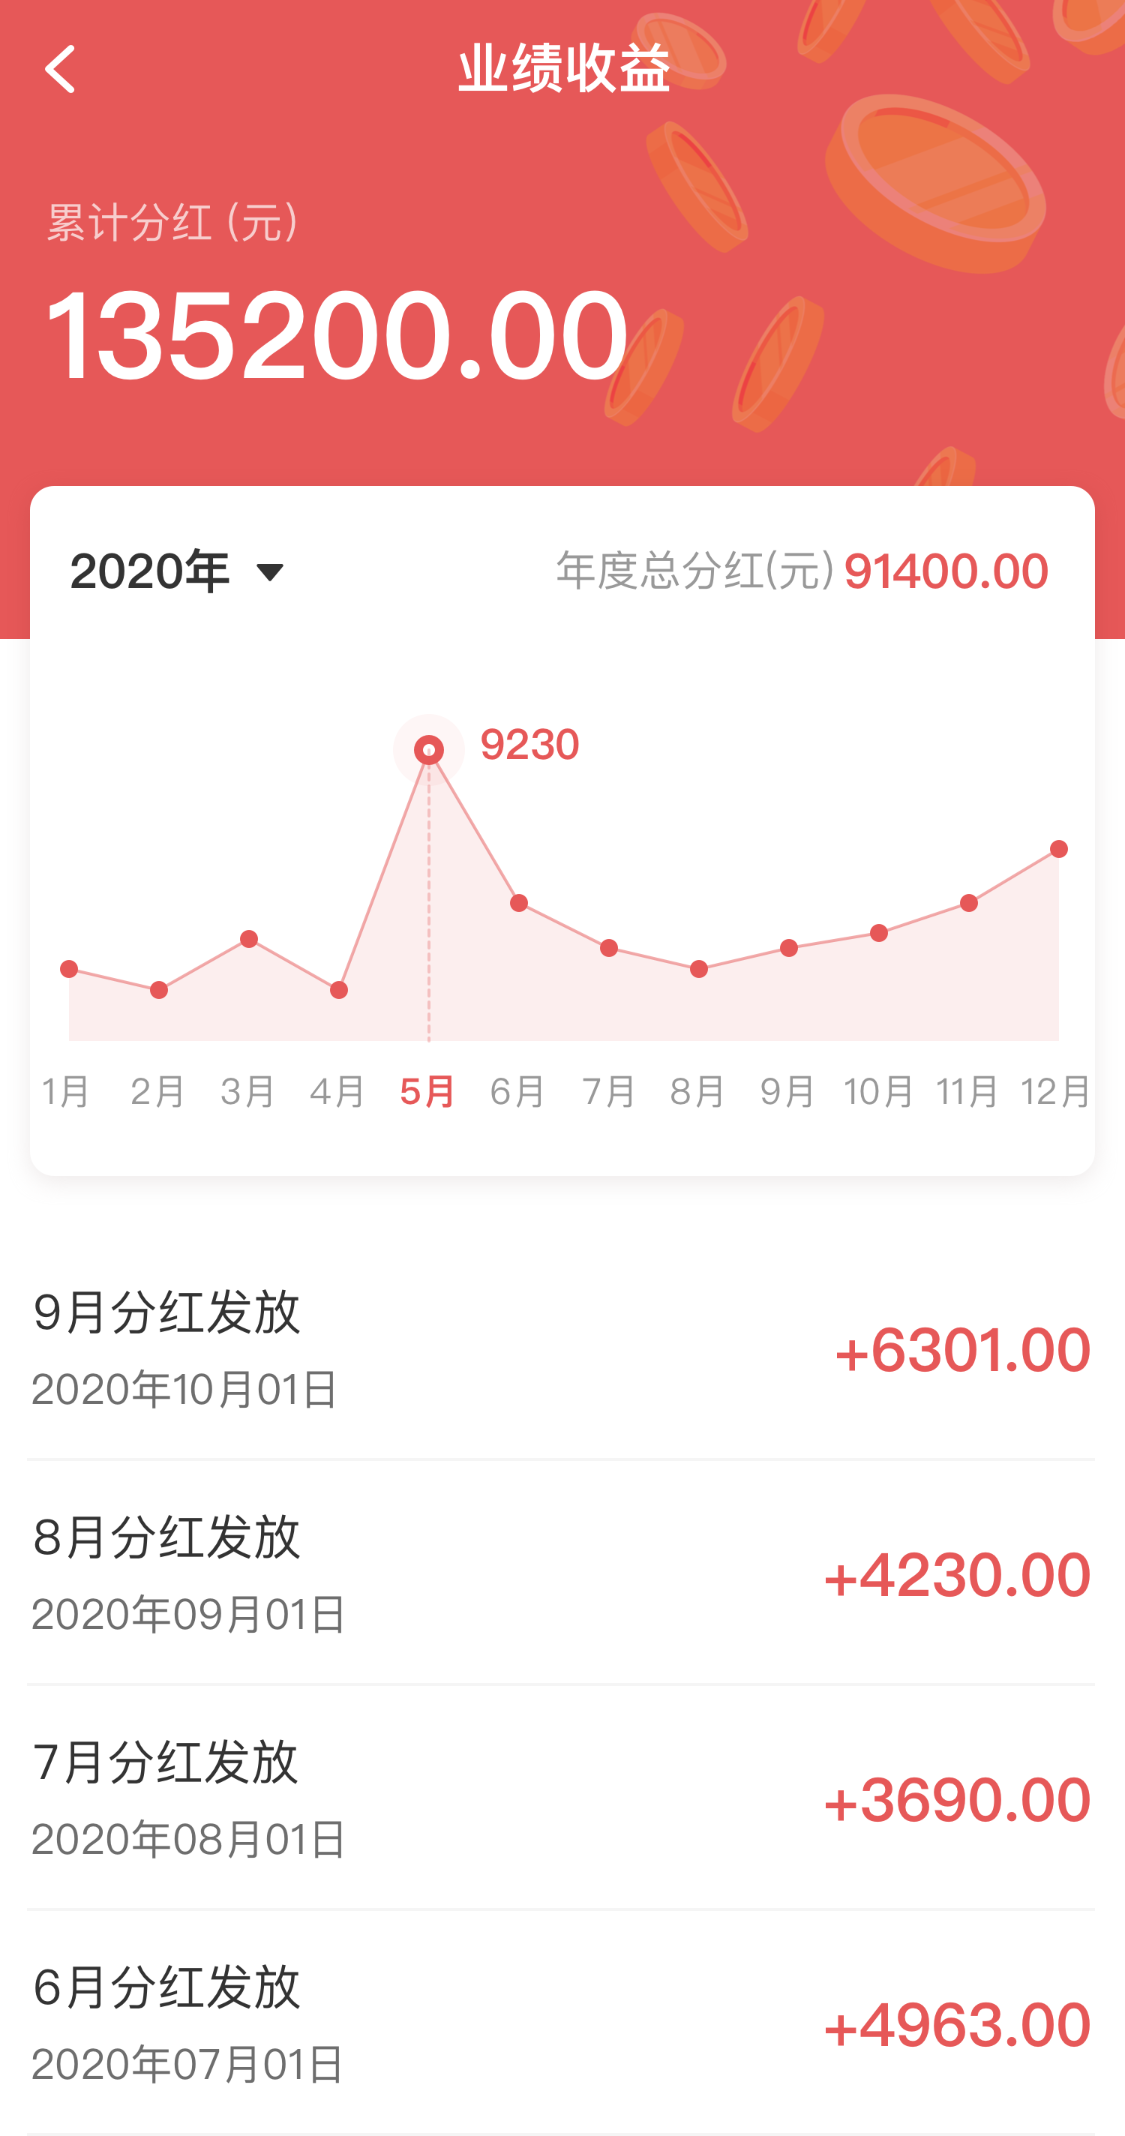 业绩收益
累计分红 (元)
135200.00
2020年
年度总分红(元) 91400.00
9230
1月 2月 3月 4月 5月 6月 7月 8月 9月 10月 11月 12月
9月分红发放
+6301.00
2020年10月01日
8月分红发放
+4230.00
2020年09月01日
7月分红发放
+3690.00
2020年08月01日
6月分红发放
+4963.00
2020年07月01日